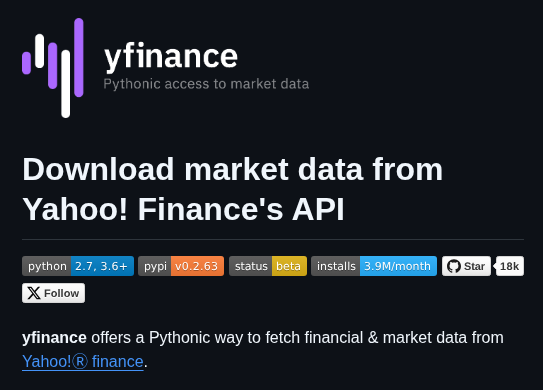 yfinance
Pythonic access to market data
Download market data from
Yahoo! Finance's API
python 2.7, 3.6+ pypi v0.2.63 status beta installs 3.9M/month Star 18k
Follow
yfinance offers a Pythonic way to fetch financial & market data from
Yahoo!Ⓡ finance.